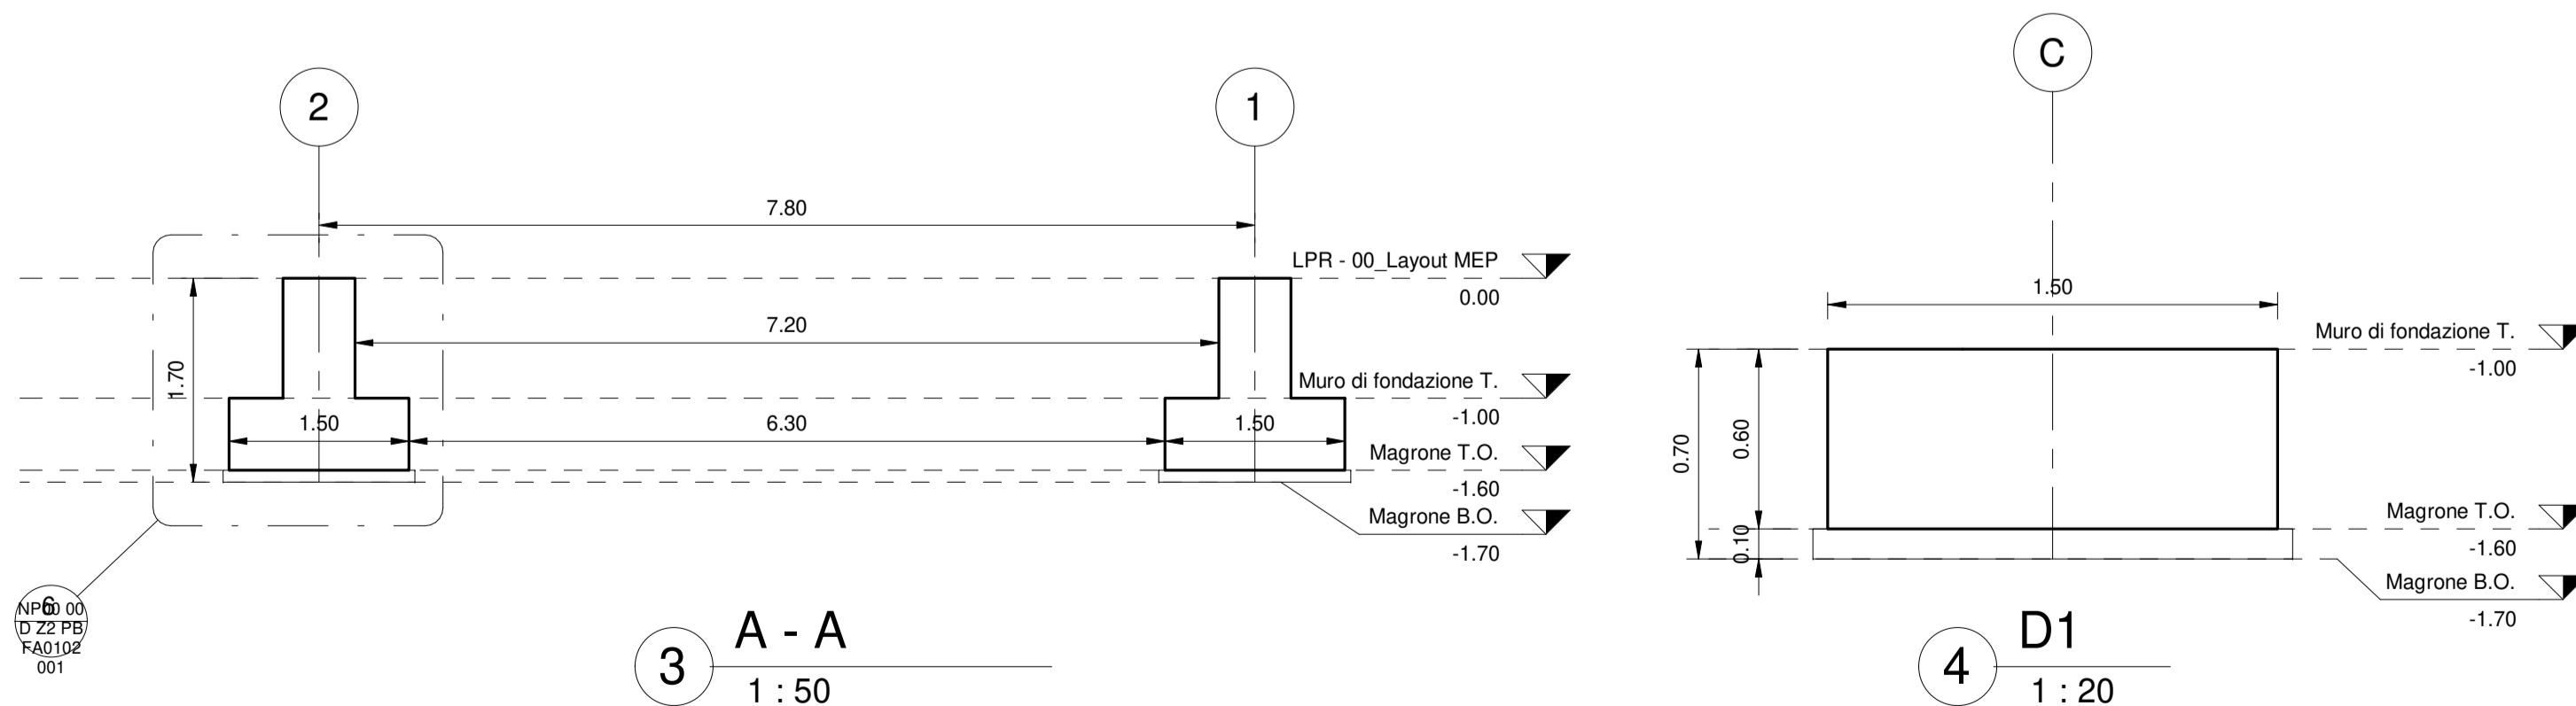 2
1
7.80
LPR - 00_Layout MEP
0.00
7.20
1.70
Muro di fondazione T.
-1.00
1.50
6.30
1.50
Magrone T.O.
-1.60
Magrone B.O.
-1.70
6
NP00 00
D Z2 PB
FA0102
001
3
A - A
1 : 50
C
1.50
Muro di fondazione T.
-1.00
0.70
0.60
0.10
Magrone T.O.
-1.60
Magrone B.O.
-1.70
4
D1
1 : 20